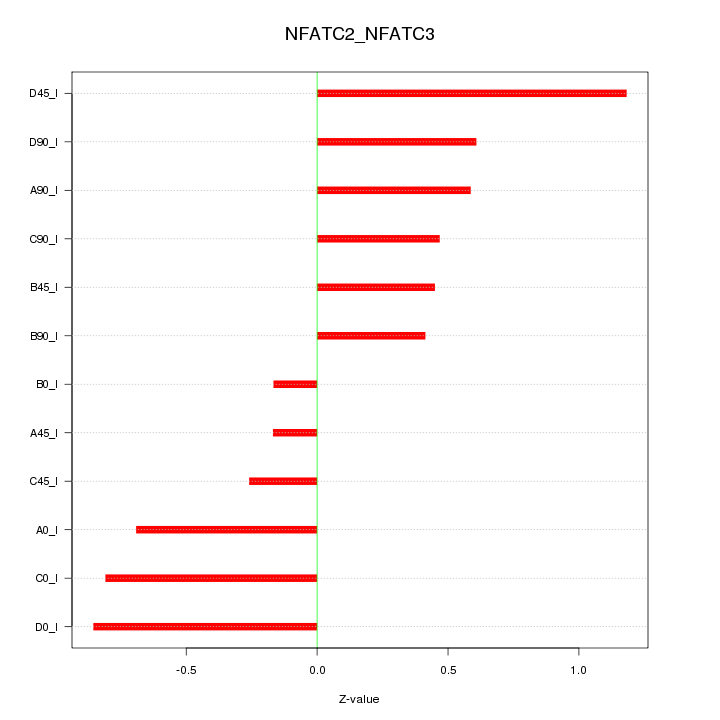 NFATC2_NFATC3
D45_I
D90_I
A90_I
C90_I
B45_I
B90_I
B0_I
A45_I
C45_I
A0_I
C0_I
D0_I
-0.5 0.0 0.5 1.0
Z-value